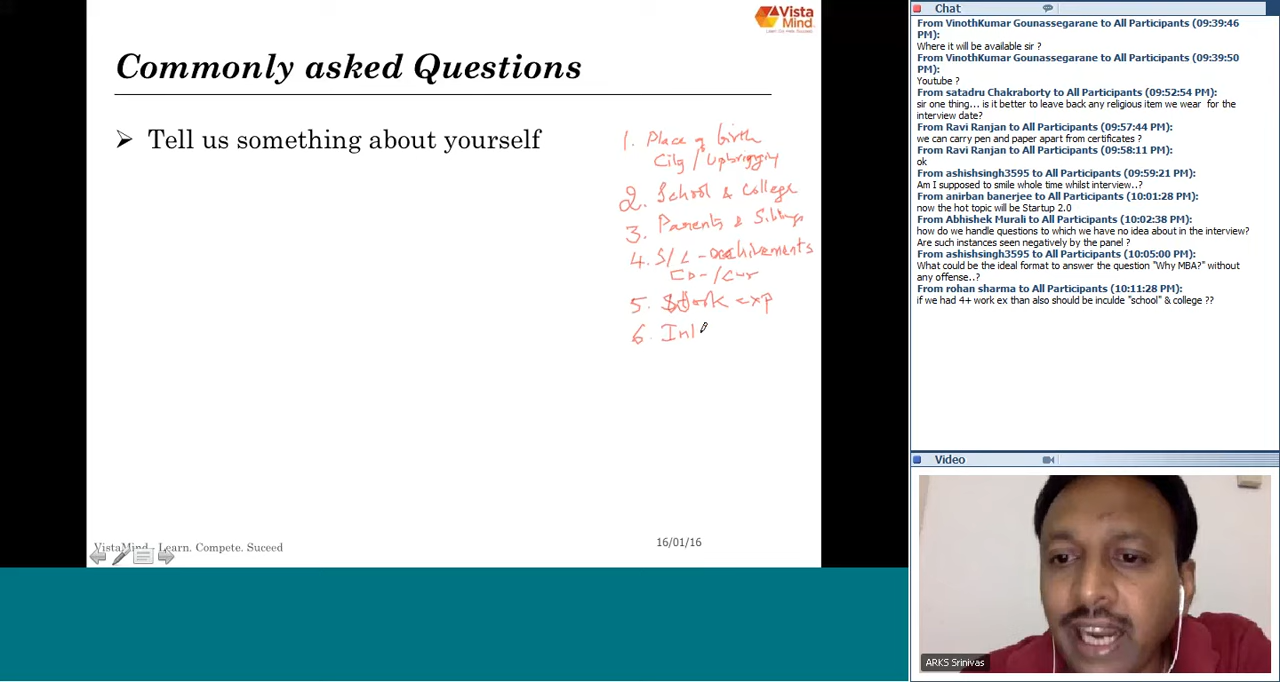 Vista
Mind
Learn. Compete. Succeed
Commonly asked Questions
Tell us something about yourself
1. Place of birth
City / Upbringing
2. School & College
3. Parents & Siblings
4. S/C - achivements
Co-/Cur
5. Work exp
6. Int
VistaMind - Learn. Compete. Suceed
16/01/16
Chat
From VinothKumar Gounassegarane to All Participants (09:39:46
PM):
Where it will be available sir ?
From VinothKumar Gounassegarane to All Participants (09:39:50
PM):
Youtube ?
From satadru Chakraborty to All Participants (09:52:54 PM):
sir one thing... is it better to leave back any religious item we wear for the
interview date?
From Ravi Ranjan to All Participants (09:57:44 PM):
we can carry pen and paper apart from certificates ?
From Ravi Ranjan to All Participants (09:58:11 PM):
ok
From ashishsingh3595 to All Participants (09:59:21 PM):
Am I supposed to smile whole time whilst interview..?
From anirban banerjee to All Participants (10:01:28 PM):
now the hot topic will be Startup 2.0
From Abhishek Murali to All Participants (10:02:38 PM):
how do we handle questions to which we have no idea about in the interview?
Are such instances seen negatively by the panel ?
From ashishsingh3595 to All Participants (10:05:00 PM):
What could be the ideal format to answer the question "Why MBA?" without
any offense..?
From rohan sharma to All Participants (10:11:28 PM):
if we had 4+ work ex than also should be inculde "school" & college ??
Video
ARKS Srinivas